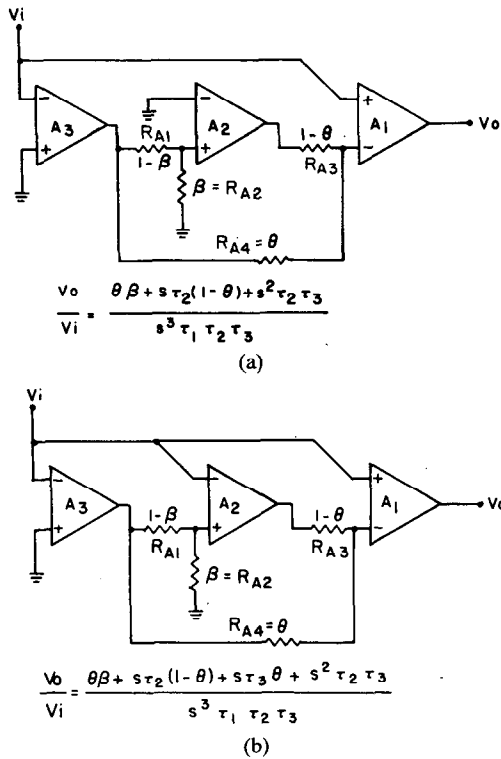 Vi
A3
RA1
1-β
A2
β = RA2
1-θ
RA3
A1
Vo
RA4 = θ
Vo/Vi = (θβ + sτ2(1-θ) + s²τ2τ3) / (s³τ1τ2τ3)
(a)
Vi
A3
1-β
RA1
A2
β = RA2
1-θ
RA3
A1
Vo
RA4 = θ
Vo/Vi = (θβ + sτ2(1-θ) + sτ3θ + s²τ2τ3) / (s³τ1τ2τ3)
(b)